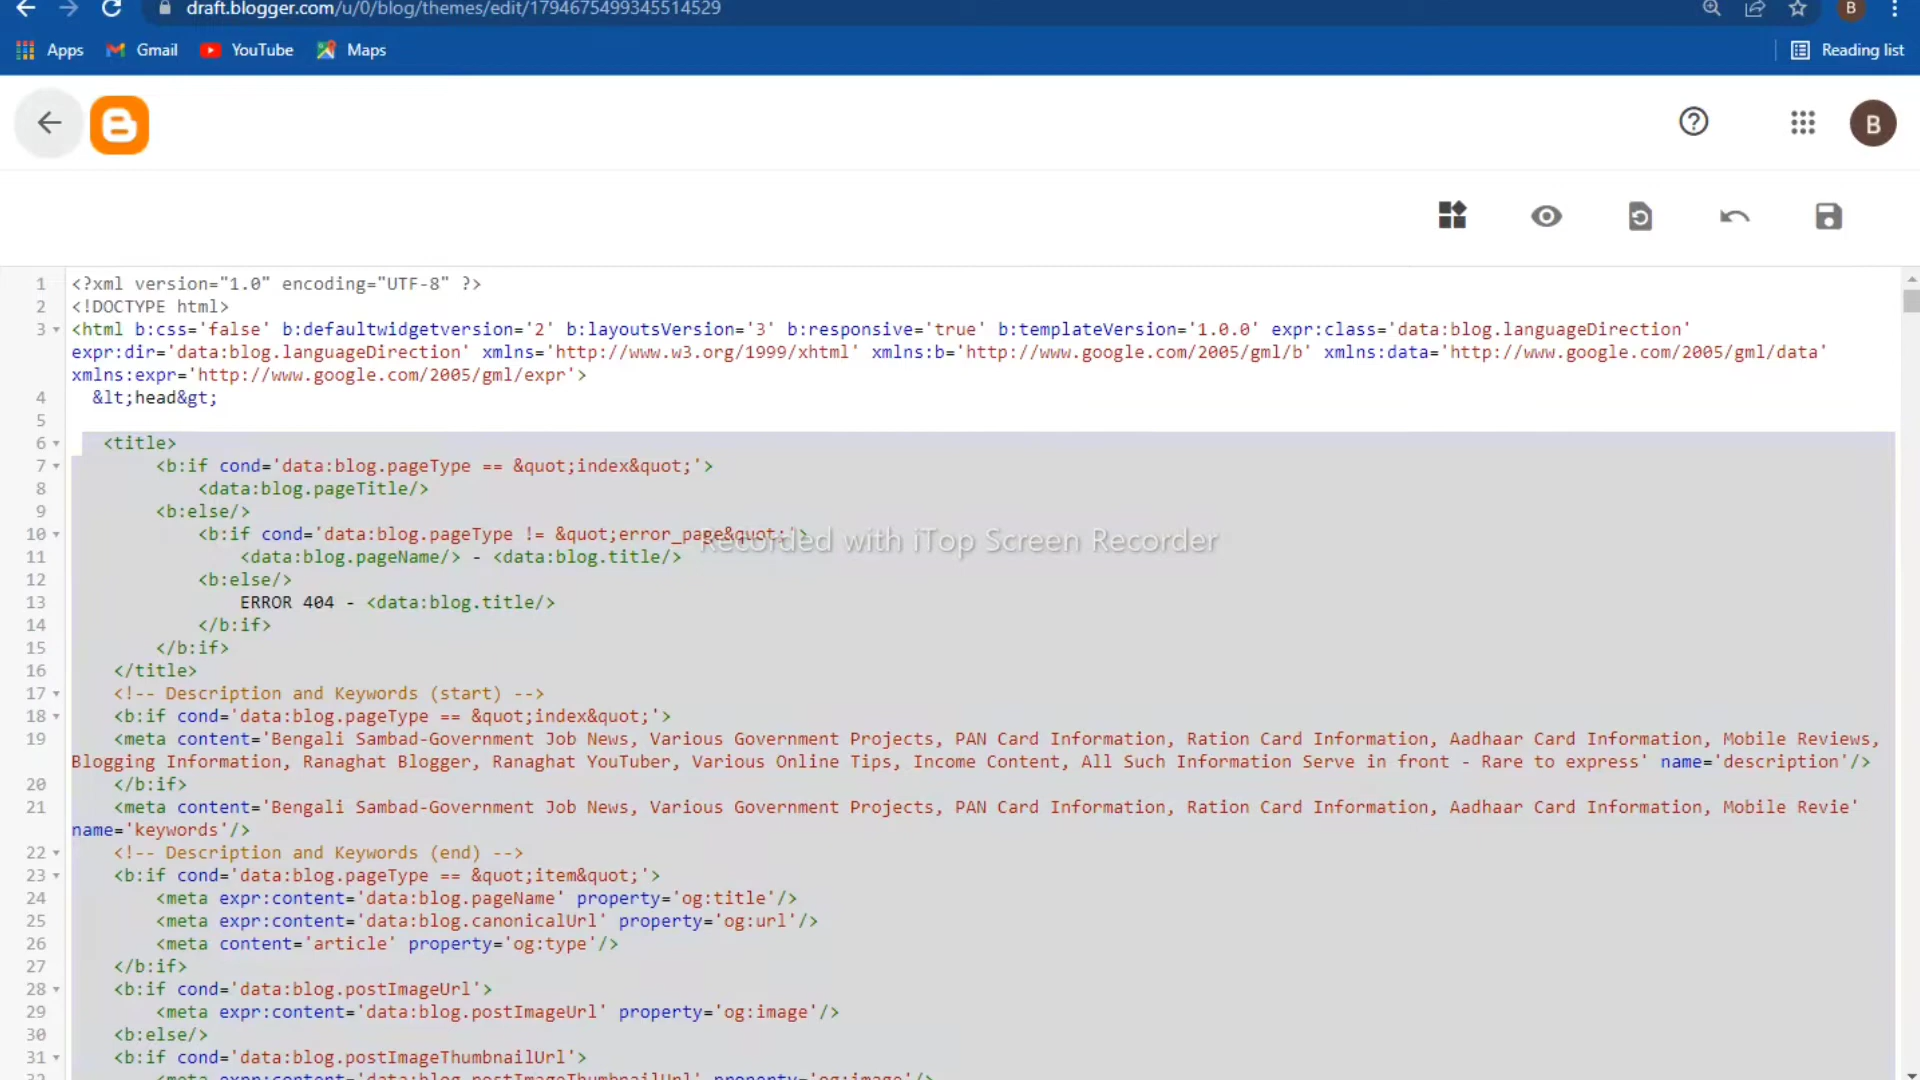 draft.blogger.com/u/0/blog/themes/edit/1794675499345514529
B
Apps Gmail YouTube Maps Reading list
B
1 <?xml version="1.0" encoding="UTF-8" ?>
2 <!DOCTYPE html>
3 <html b:css='false' b:defaultwidgetversion='2' b:layoutsVersion='3' b:responsive='true' b:templateVersion='1.0.0' expr:class='data:blog.languageDirection'
expr:dir='data:blog.languageDirection' xmlns='http://www.w3.org/1999/xhtml' xmlns:b='http://www.google.com/2005/gml/b' xmlns:data='http://www.google.com/2005/gml/data'
xmlns:expr='http://www.google.com/2005/gml/expr'>
4 &lt;head&gt;
5
6 <title>
7 <b:if cond='data:blog.pageType == &quot;index&quot;'>
8 <data:blog.pageTitle/>
9 <b:else/>
10 <b:if cond='data:blog.pageType != &quot;error_page&quot;'>
Recorded with iTop Screen Recorder
11 <data:blog.pageName/> - <data:blog.title/>
12 <b:else/>
13 ERROR 404 - <data:blog.title/>
14 </b:if>
15 </b:if>
16 </title>
17 <!-- Description and Keywords (start) -->
18 <b:if cond='data:blog.pageType == &quot;index&quot;'>
19 <meta content='Bengali Sambad-Government Job News, Various Government Projects, PAN Card Information, Ration Card Information, Aadhaar Card Information, Mobile Reviews,
Blogging Information, Ranaghat Blogger, Ranaghat YouTuber, Various Online Tips, Income Content, All Such Information Serve in front - Rare to express' name='description'/>
20 </b:if>
21 <meta content='Bengali Sambad-Government Job News, Various Government Projects, PAN Card Information, Ration Card Information, Aadhaar Card Information, Mobile Revie'
name='keywords'/>
22 <!-- Description and Keywords (end) -->
23 <b:if cond='data:blog.pageType == &quot;item&quot;'>
24 <meta expr:content='data:blog.pageName' property='og:title'/>
25 <meta expr:content='data:blog.canonicalUrl' property='og:url'/>
26 <meta content='article' property='og:type'/>
27 </b:if>
28 <b:if cond='data:blog.postImageUrl'>
29 <meta expr:content='data:blog.postImageUrl' property='og:image'/>
30 <b:else/>
31 <b:if cond='data:blog.postImageThumbnailUrl'>
32 <meta expr:content='data:blog.postImageThumbnailUrl' property='og:image'/>